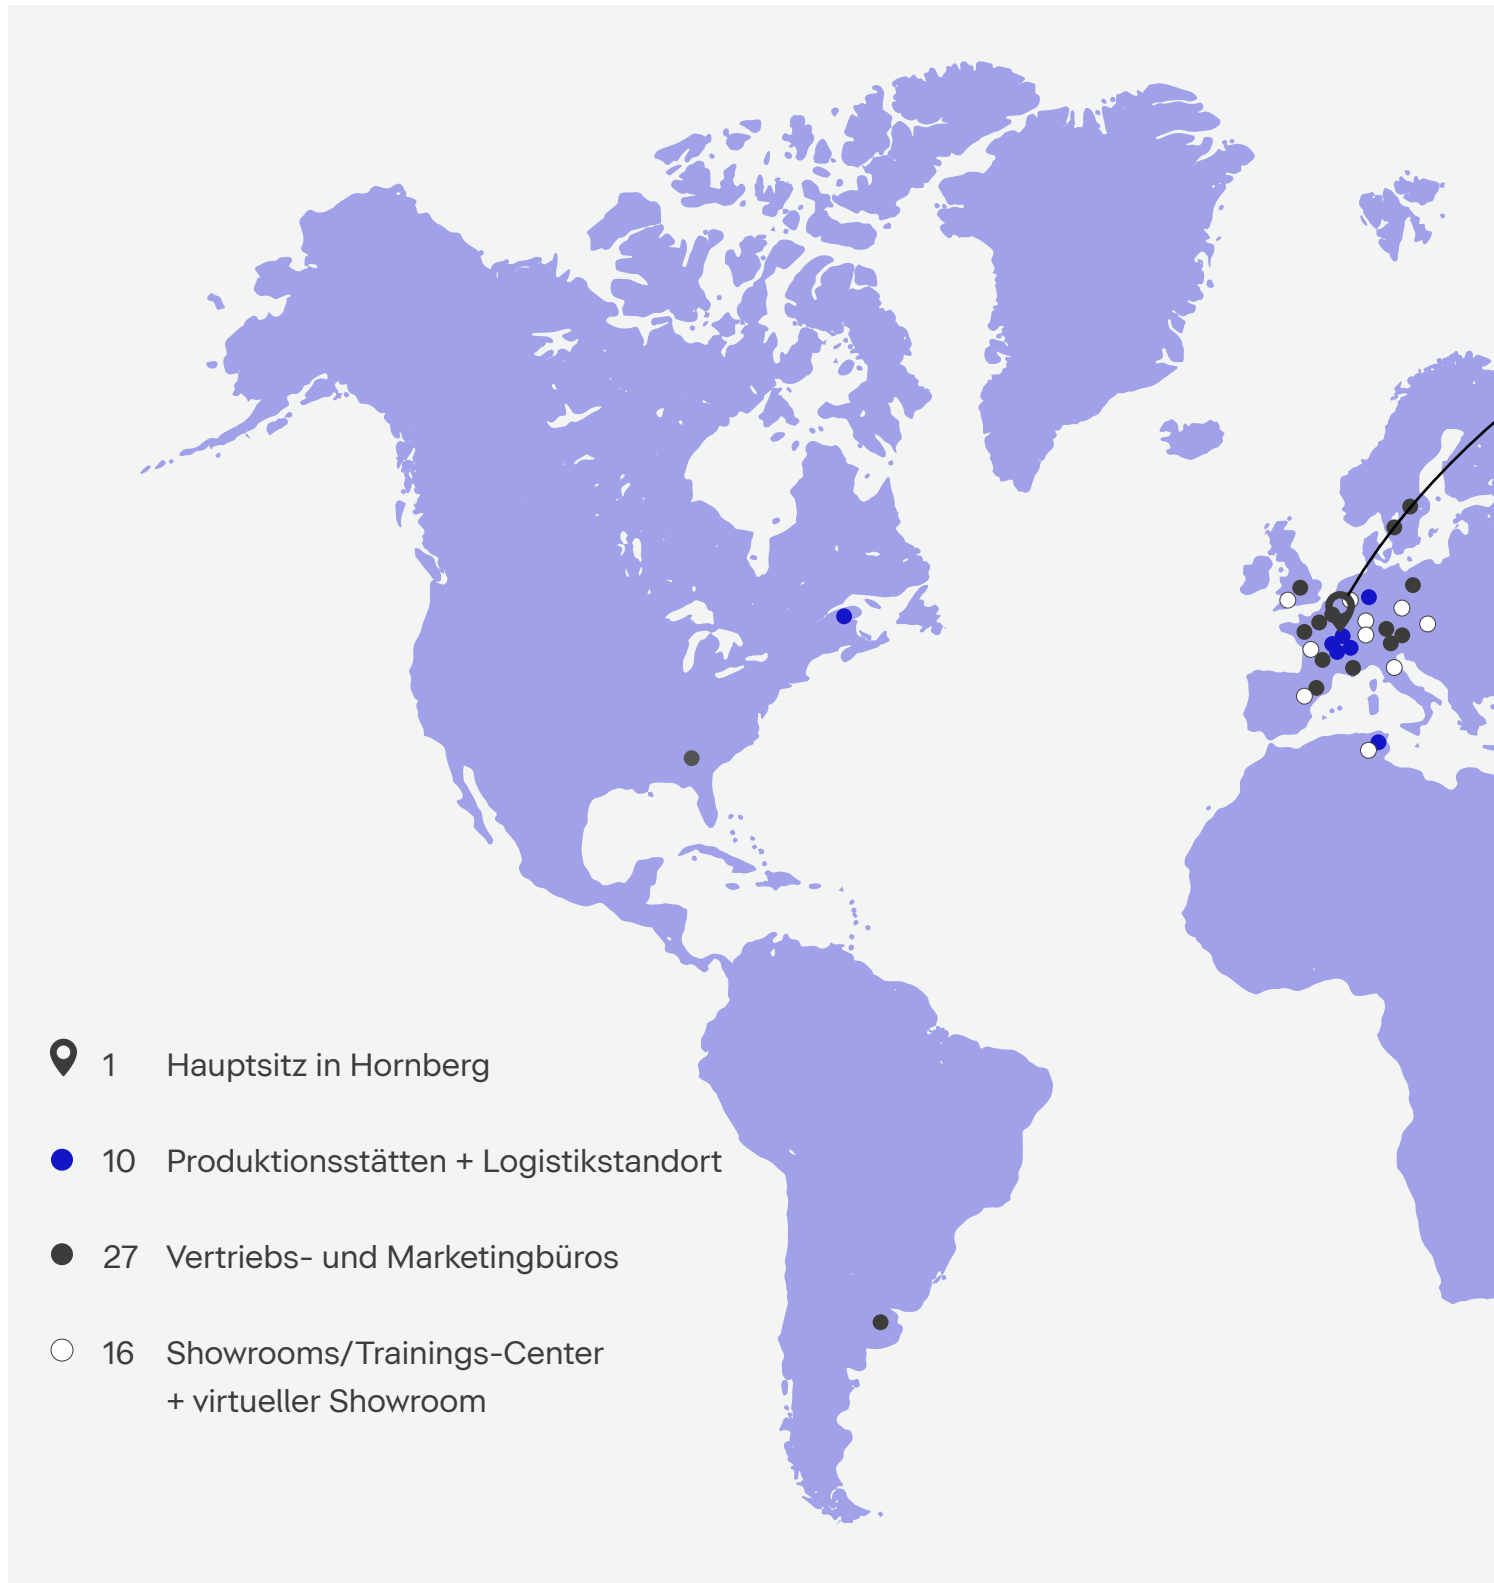 1 Hauptsitz in Hornberg
10 Produktionsstätten + Logistikstandort
27 Vertriebs- und Marketingbüros
16 Showrooms/Trainings-Center
+ virtueller Showroom